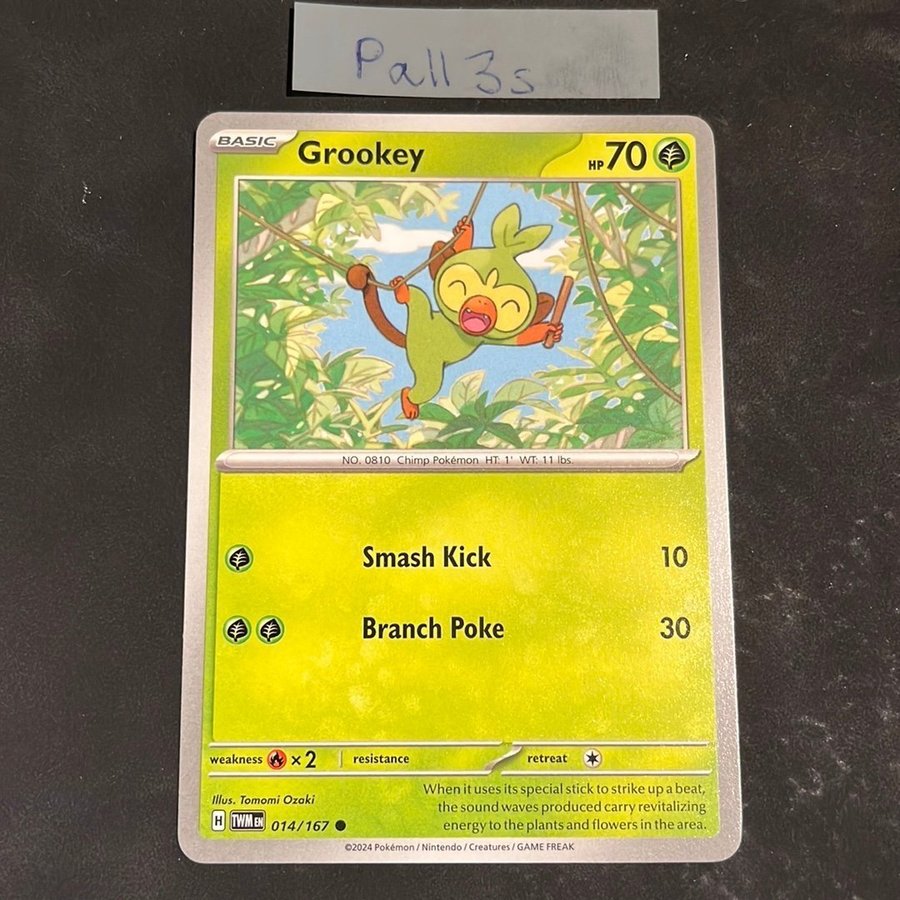 Pall3s
BASIC Grookey HP 70
NO. 0810 Chimp Pokémon HT: 1' WT: 11 lbs.
Smash Kick 10
Branch Poke 30
weakness ×2 resistance retreat
When it uses its special stick to strike up a beat,
Illus. Tomomi Ozaki
the sound waves produced carry revitalizing
energy to the plants and flowers in the area.
H TWM EN 014/167
©2024 Pokémon / Nintendo / Creatures / GAME FREAK